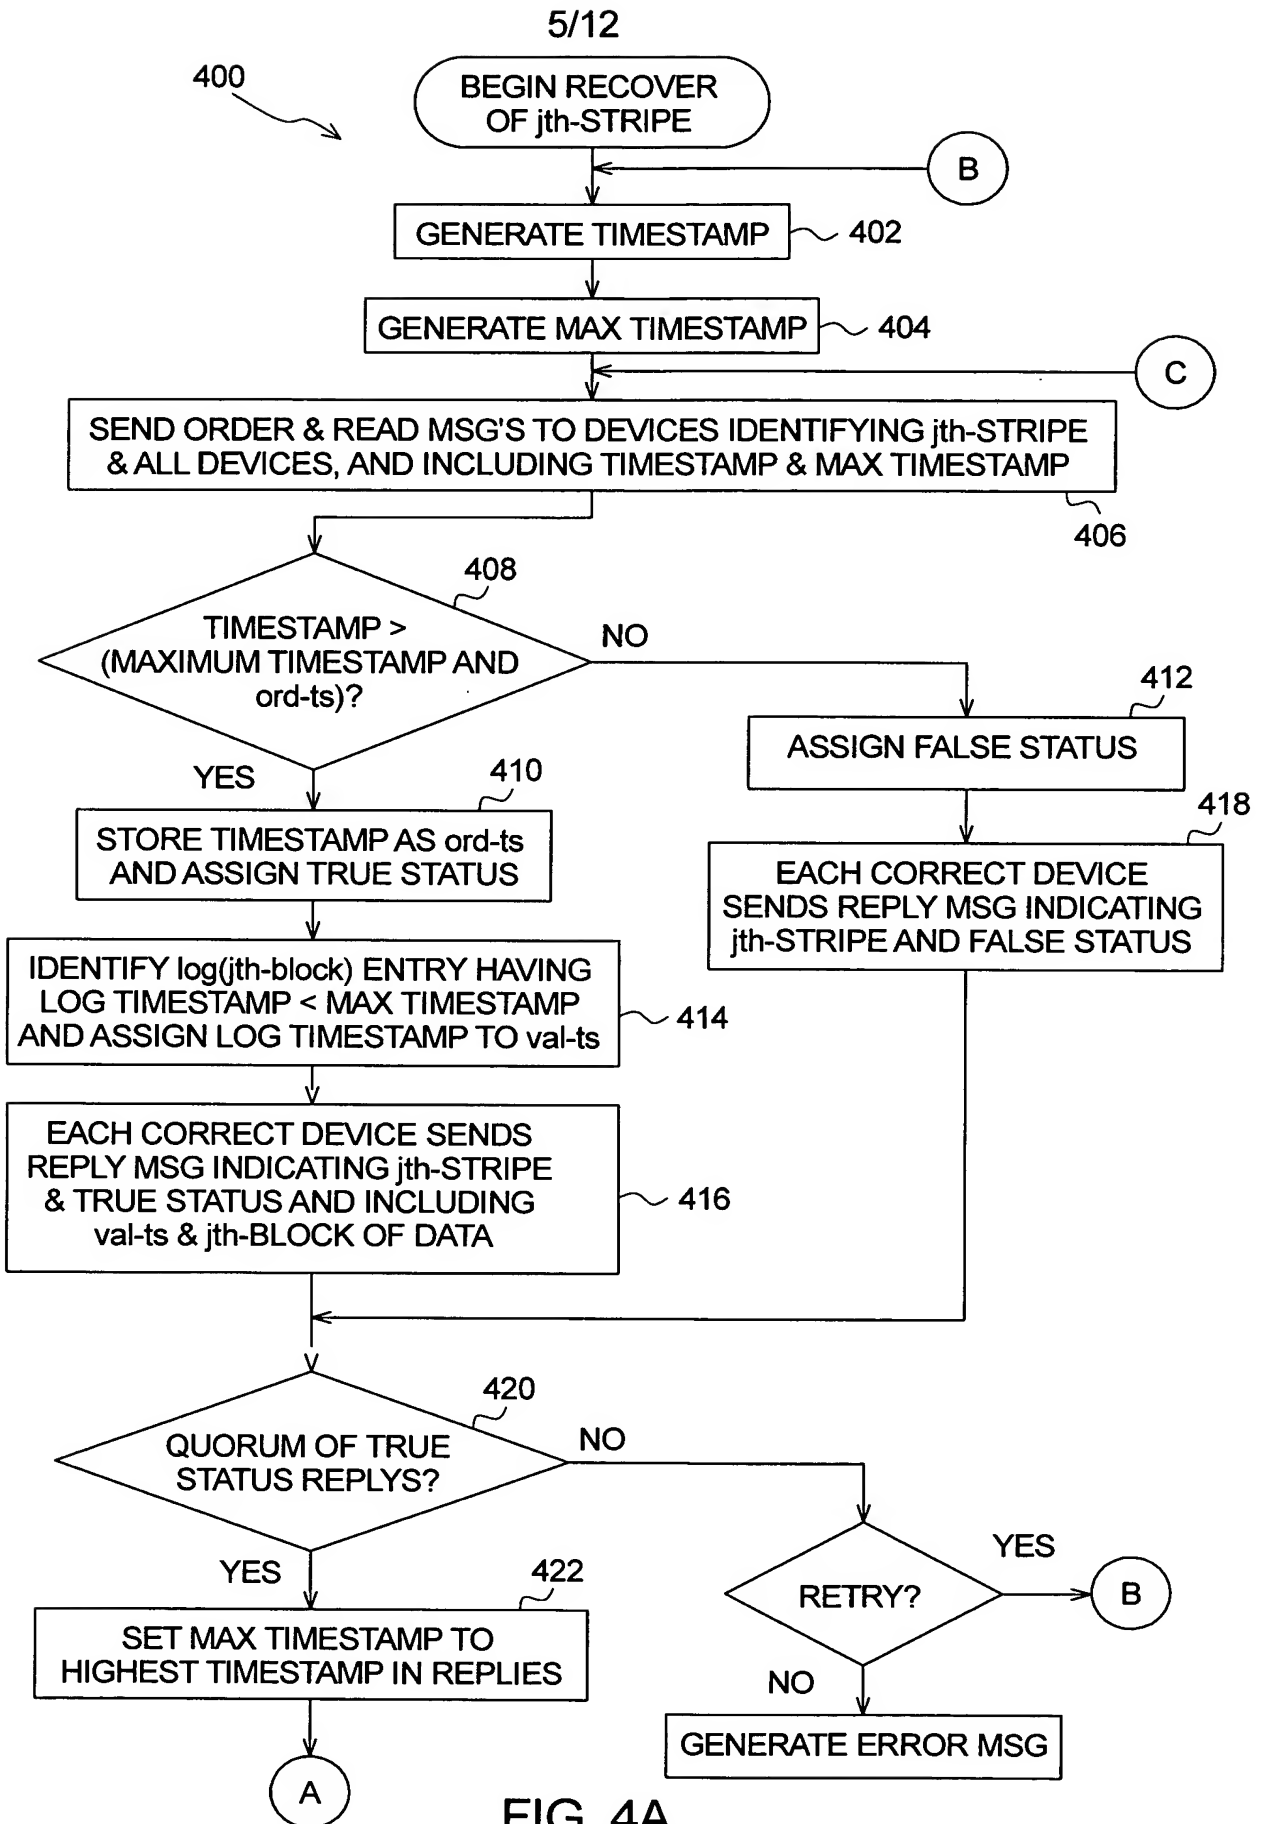 5/12
400
BEGIN RECOVER
OF jth-STRIPE
B
GENERATE TIMESTAMP
402
GENERATE MAX TIMESTAMP
404
C
SEND ORDER & READ MSG'S TO DEVICES IDENTIFYING jth-STRIPE
& ALL DEVICES, AND INCLUDING TIMESTAMP & MAX TIMESTAMP
406
408
TIMESTAMP >
(MAXIMUM TIMESTAMP AND
ord-ts)?
NO
412
ASSIGN FALSE STATUS
YES
410
STORE TIMESTAMP AS ord-ts
AND ASSIGN TRUE STATUS
418
EACH CORRECT DEVICE
SENDS REPLY MSG INDICATING
jth-STRIPE AND FALSE STATUS
IDENTIFY log(jth-block) ENTRY HAVING
LOG TIMESTAMP < MAX TIMESTAMP
AND ASSIGN LOG TIMESTAMP TO val-ts
414
EACH CORRECT DEVICE SENDS
REPLY MSG INDICATING jth-STRIPE
& TRUE STATUS AND INCLUDING
val-ts & jth-BLOCK OF DATA
416
420
QUORUM OF TRUE
STATUS REPLYS?
NO
YES
422
SET MAX TIMESTAMP TO
HIGHEST TIMESTAMP IN REPLIES
A
RETRY?
YES
B
NO
GENERATE ERROR MSG
FIG. 4A